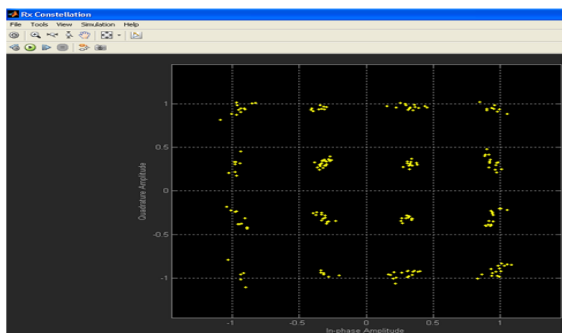 Rx Constellation
File Tools View Simulation Help
1
0.5
0
-0.5
-1
Quadrature Amplitude
-1 -0.5 0 0.5 1
In-phase Amplitude